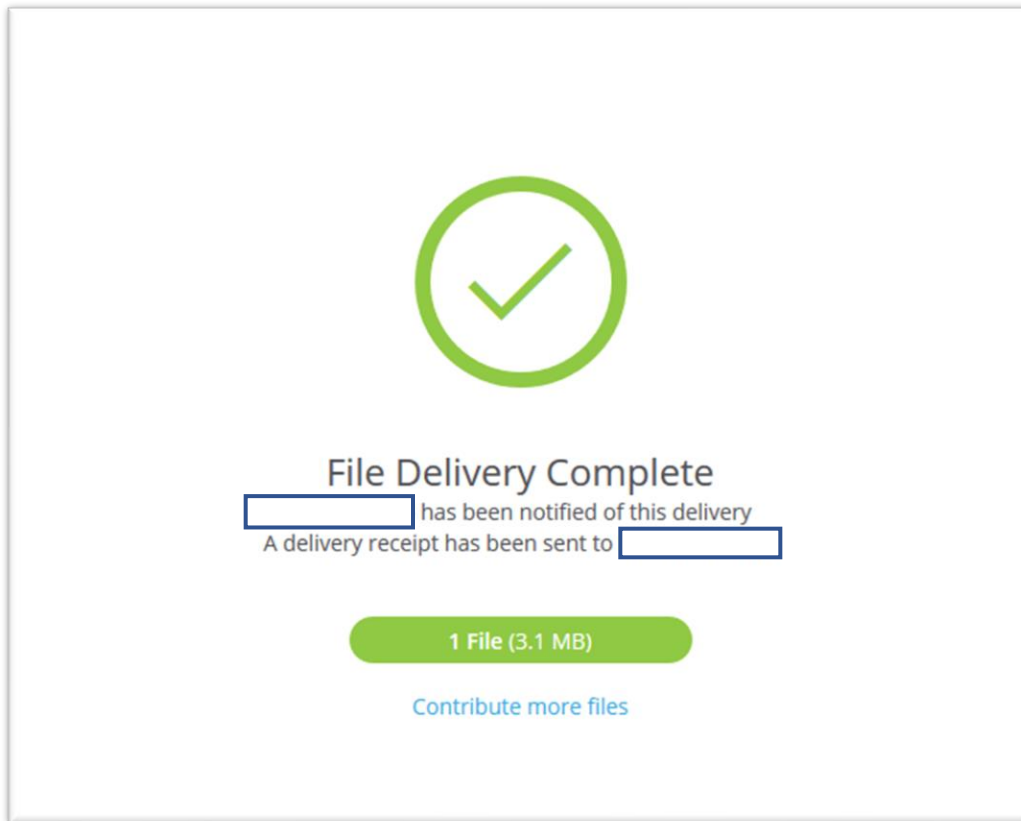 File Delivery Complete
has been notified of this delivery
A delivery receipt has been sent to
1 File (3.1 MB)
Contribute more files